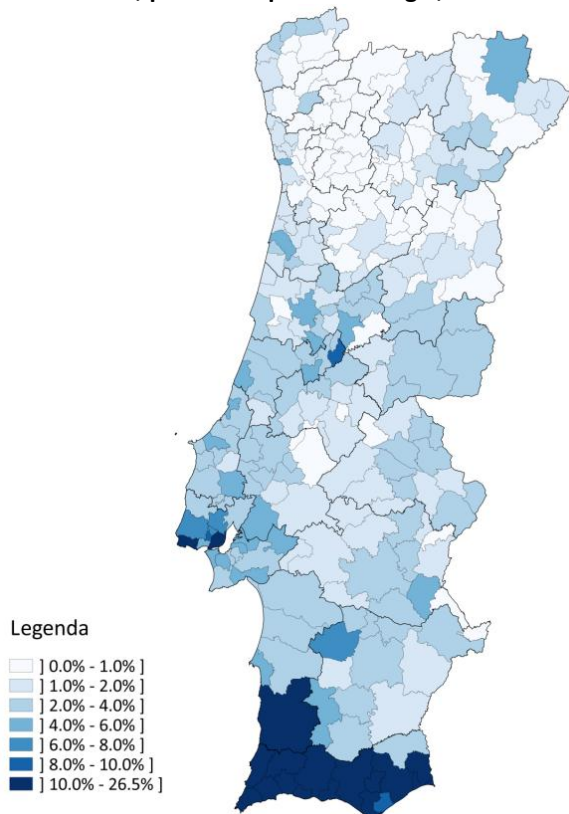 Legenda
] 0.0% - 1.0% ]
] 1.0% - 2.0% ]
] 2.0% - 4.0% ]
] 4.0% - 6.0% ]
] 6.0% - 8.0% ]
] 8.0% - 10.0% ]
] 10.0% - 26.5% ]